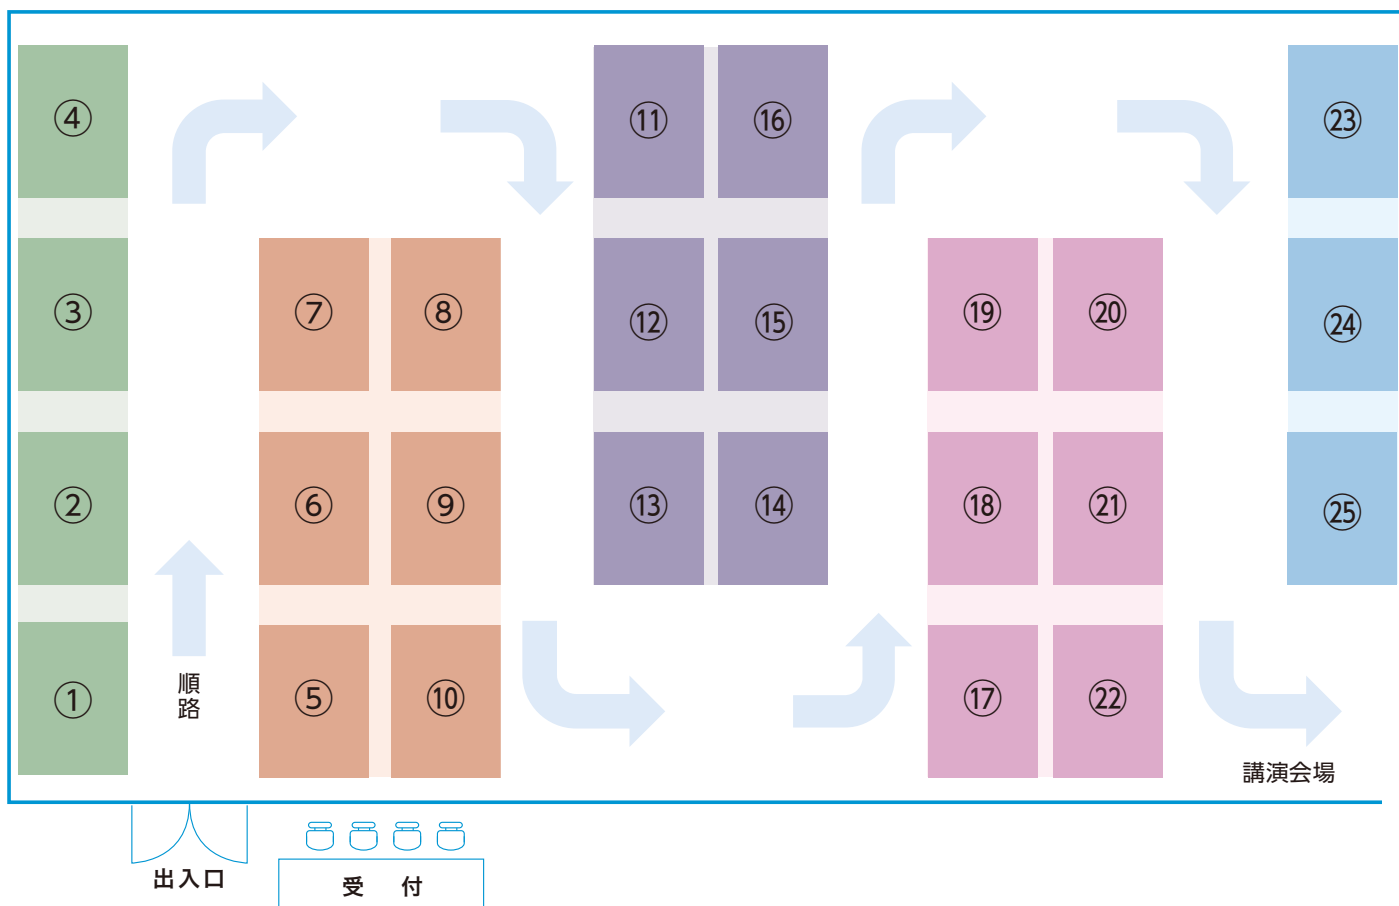 ④ ⑪ ⑯ ㉓
③ ⑦ ⑧ ⑫ ⑮ ⑲ ⑳ ㉔
② ⑥ ⑨ ⑬ ⑭ ⑱ ㉑ ㉕
① 順路 ⑤ ⑩ ⑰ ㉒
講演会場
出入口
受 付